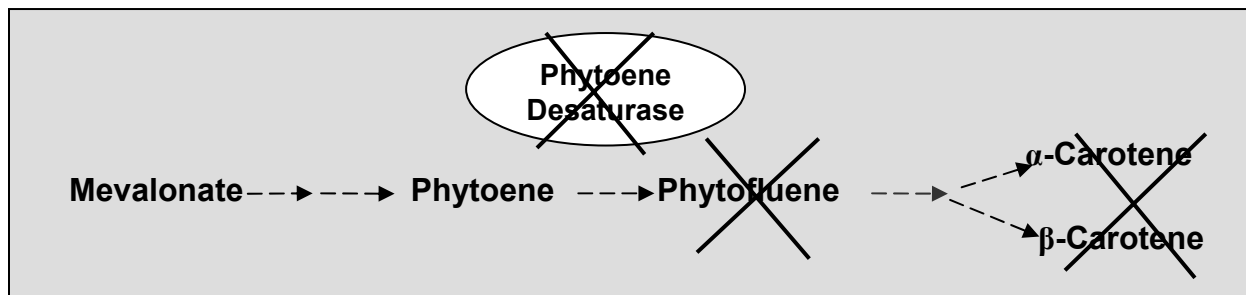 Phytoene
Desaturase
Mevalonate
Phytoene
Phytofluene
α-Carotene
β-Carotene